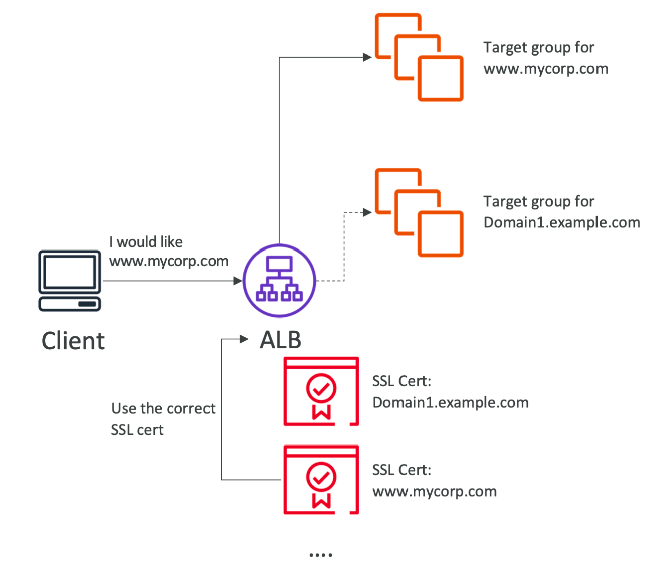 Target group for
www.mycorp.com
Target group for
Domain1.example.com
I would like
www.mycorp.com
Client
ALB
SSL Cert:
Domain1.example.com
Use the correct
SSL cert
SSL Cert:
www.mycorp.com
....